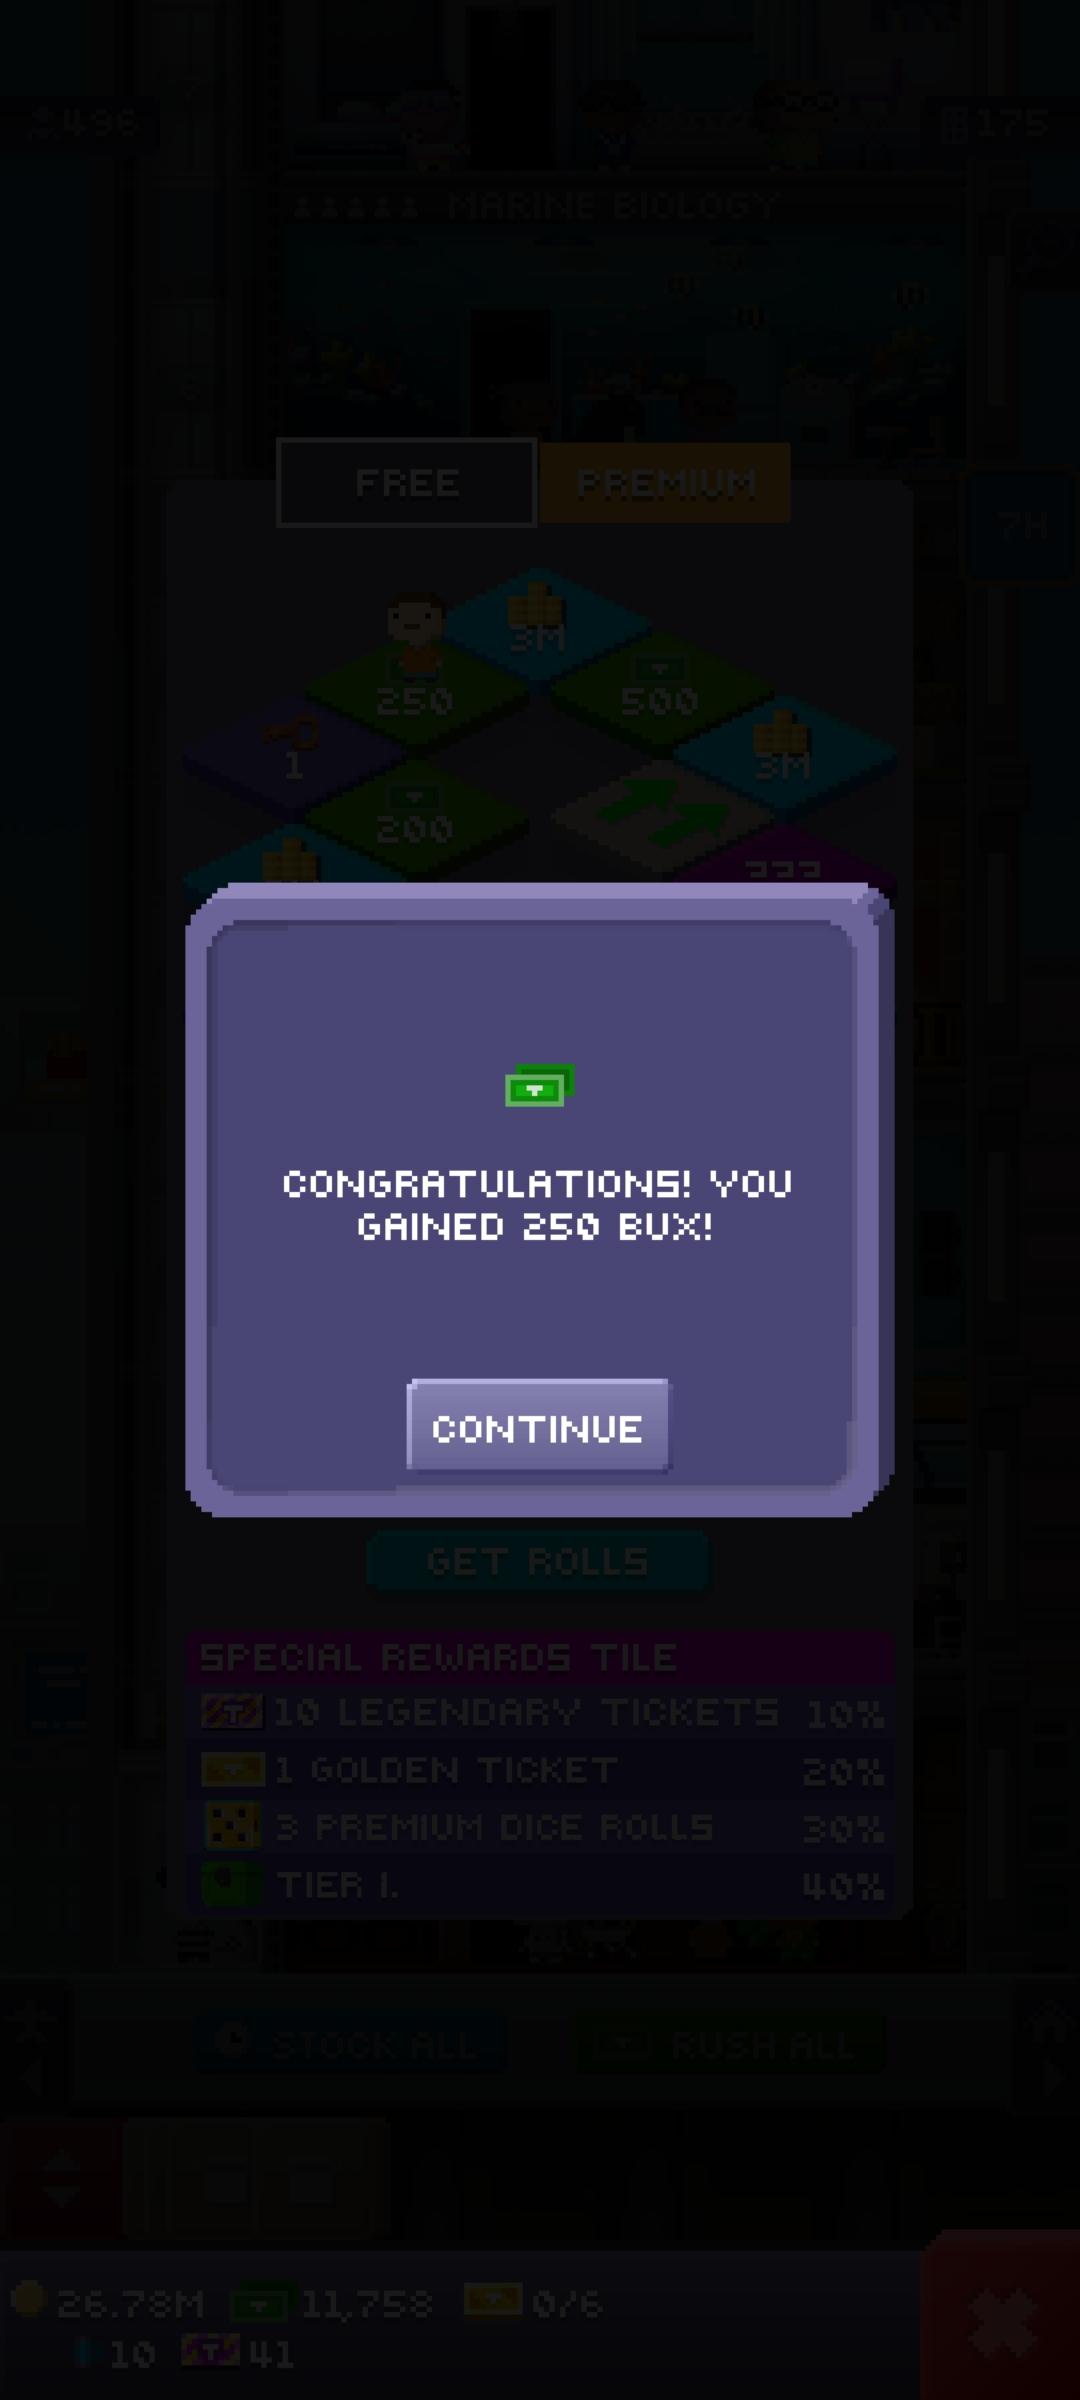 496
175
MARINE BIOLOGY
FREE
PREMIUM
7H
3M
250
500
1
3M
200
???
CONGRATULATIONS! YOU
GAINED 250 BUX!
CONTINUE
GET ROLLS
SPECIAL REWARDS TILE
10 LEGENDARY TICKETS 10%
1 GOLDEN TICKET 20%
3 PREMIUM DICE ROLLS 30%
TIER 1. 40%
STOCK ALL
RUSH ALL
26.78M 11,758 0/6
10 41